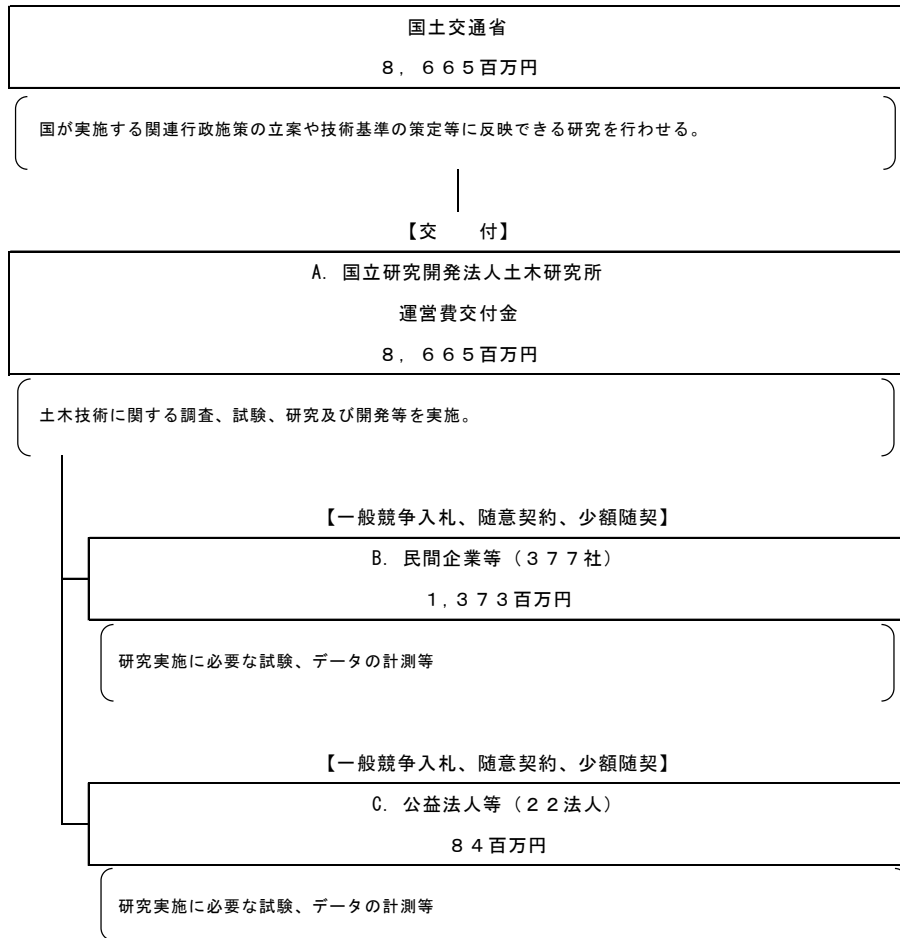 国土交通省
８，６６５百万円
国が実施する関連行政施策の立案や技術基準の策定等に反映できる研究を行わせる。
【交　　付】
A. 国立研究開発法人土木研究所
運営費交付金
８，６６５百万円
土木技術に関する調査、試験、研究及び開発等を実施。
【一般競争入札、随意契約、少額随契】
B. 民間企業等（３７７社）
１,３７３百万円
研究実施に必要な試験、データの計測等
【一般競争入札、随意契約、少額随契】
C. 公益法人等（２２法人）
８４百万円
研究実施に必要な試験、データの計測等